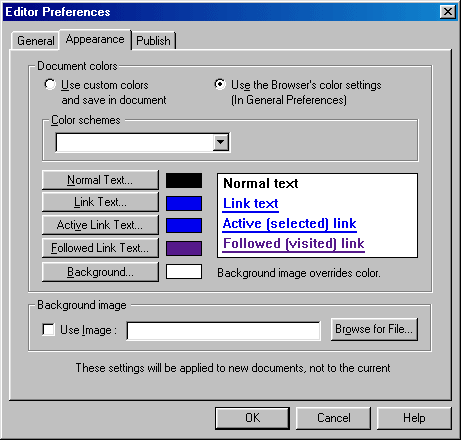 Editor Preferences
General
Appearance
Publish
Document colors
Use custom colors
and save in document
Use the Browser's color settings
(In General Preferences)
Color schemes
Normal Text...
Normal text
Link Text...
Link text
Active Link Text...
Active (selected) link
Followed Link Text...
Followed (visited) link
Background...
Background image overrides color.
Background image
Use Image :
Browse for File...
These settings will be applied to new documents, not to the current
OK
Cancel
Help